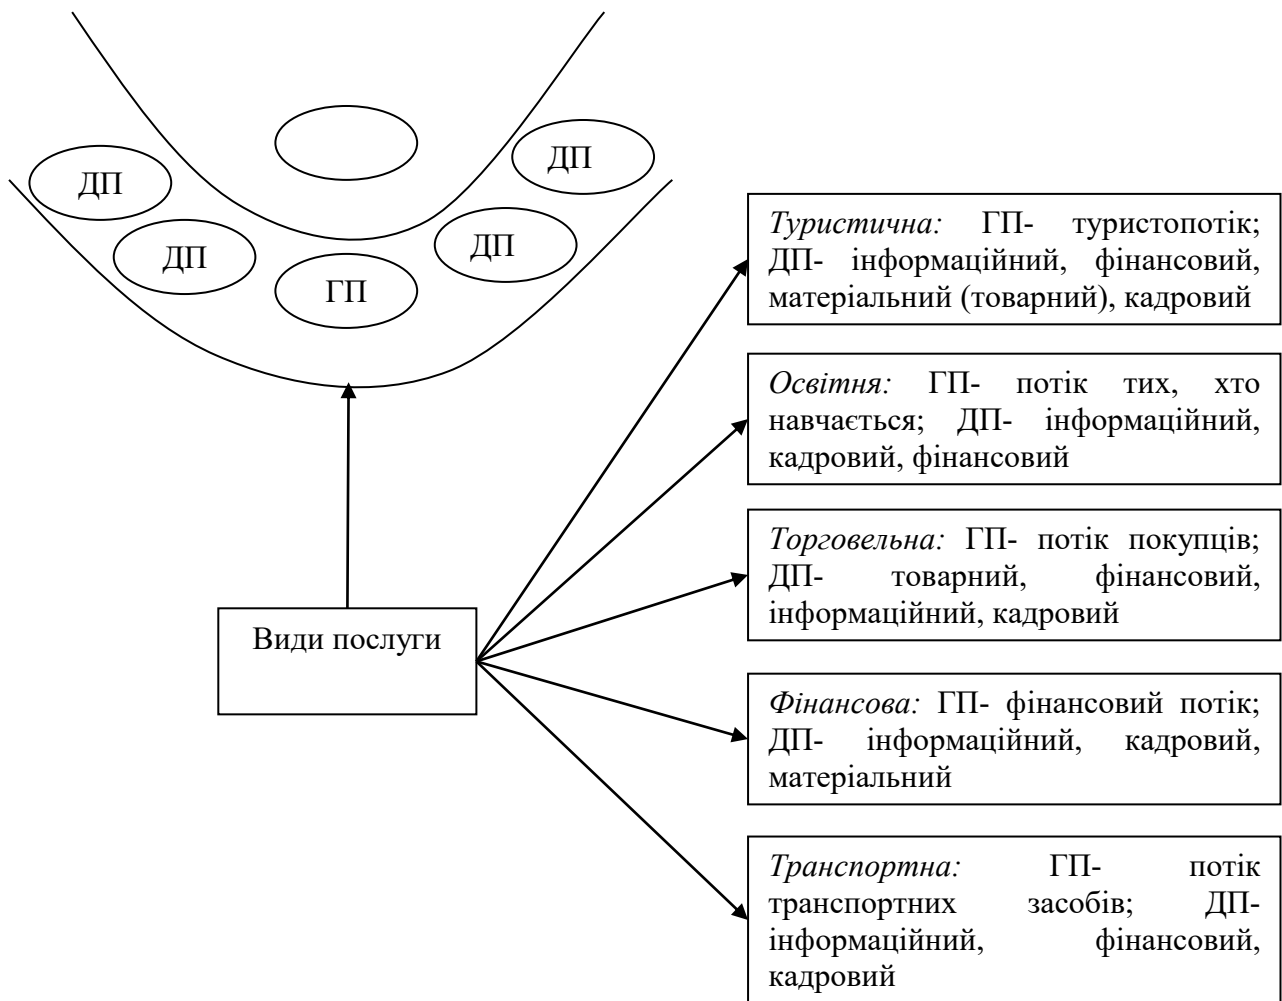 ДП
ДП
ДП
ДП
ГП
Туристична: ГП- туристопотік;
ДП- інформаційний, фінансовий,
матеріальний (товарний), кадровий
Освітня: ГП- потік тих, хто
навчається; ДП- інформаційний,
кадровий, фінансовий
Торговельна: ГП- потік покупців;
ДП- товарний, фінансовий,
інформаційний, кадровий
Види послуги
Фінансова: ГП- фінансовий потік;
ДП- інформаційний, кадровий,
матеріальний
Транспортна: ГП- потік
транспортних засобів; ДП-
інформаційний, фінансовий,
кадровий